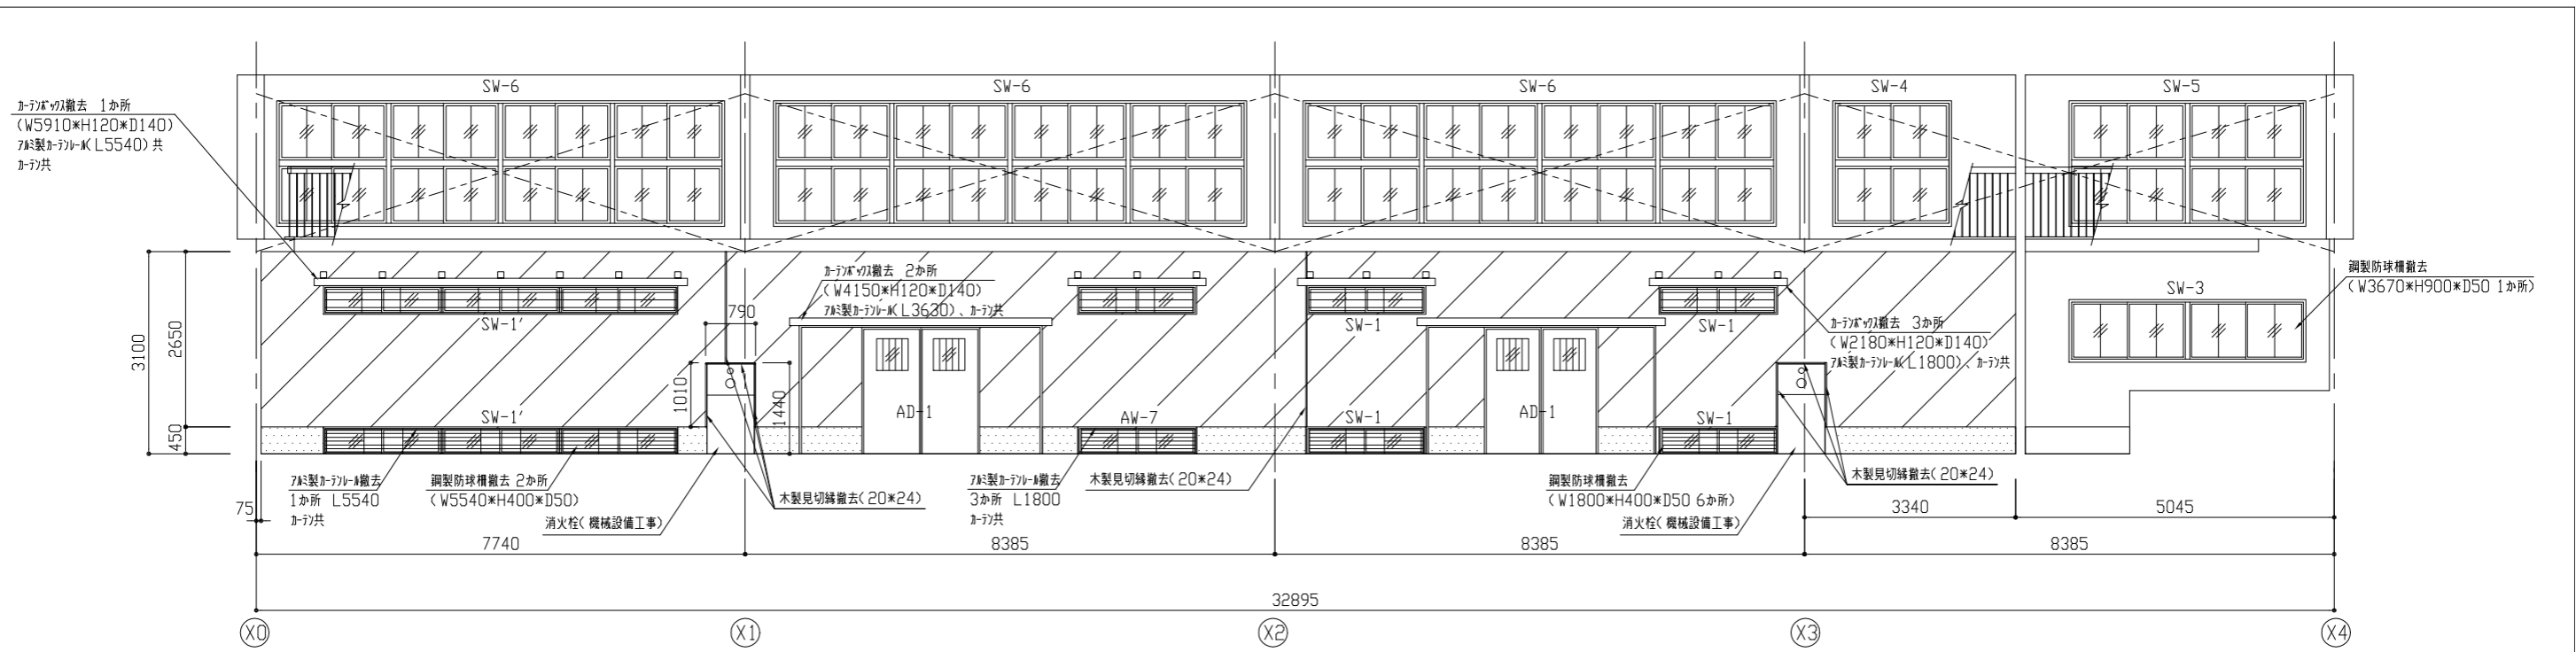 SW-6 SW-6 SW-6 SW-4 SW-5
カーテンボックス撤去 1か所
(W5910*H120*D140)
アルミ製カーテンレール(L5540)共
カーテン共
カーテンボックス撤去 2か所
(W4150*H120*D140)
アルミ製カーテンレール(L3630)、カーテン共
鋼製防球柵撤去
(W3670*H900*D50 1か所)
SW-3
SW-1' SW-1 SW-1
790
カーテンボックス撤去 3か所
(W2180*H120*D140)
アルミ製カーテンレール(L1800)、カーテン共
3100
2650
450
1010
1440
SW-1' AD-1 AW-7 SW-1 AD-1 SW-1
アルミ製カーテンレール撤去
1か所 L5540
カーテン共
鋼製防球柵撤去 2か所
(W5540*H400*D50)
消火栓(機械設備工事)
木製見切縁撤去(20*24)
アルミ製カーテンレール撤去
3か所 L1800
カーテン共
木製見切縁撤去(20*24)
鋼製防球柵撤去
(W1800*H400*D50 6か所)
消火栓(機械設備工事)
木製見切縁撤去(20*24)
75
3340 5045
7740 8385 8385 8385
32895
X0 X1 X2 X3 X4